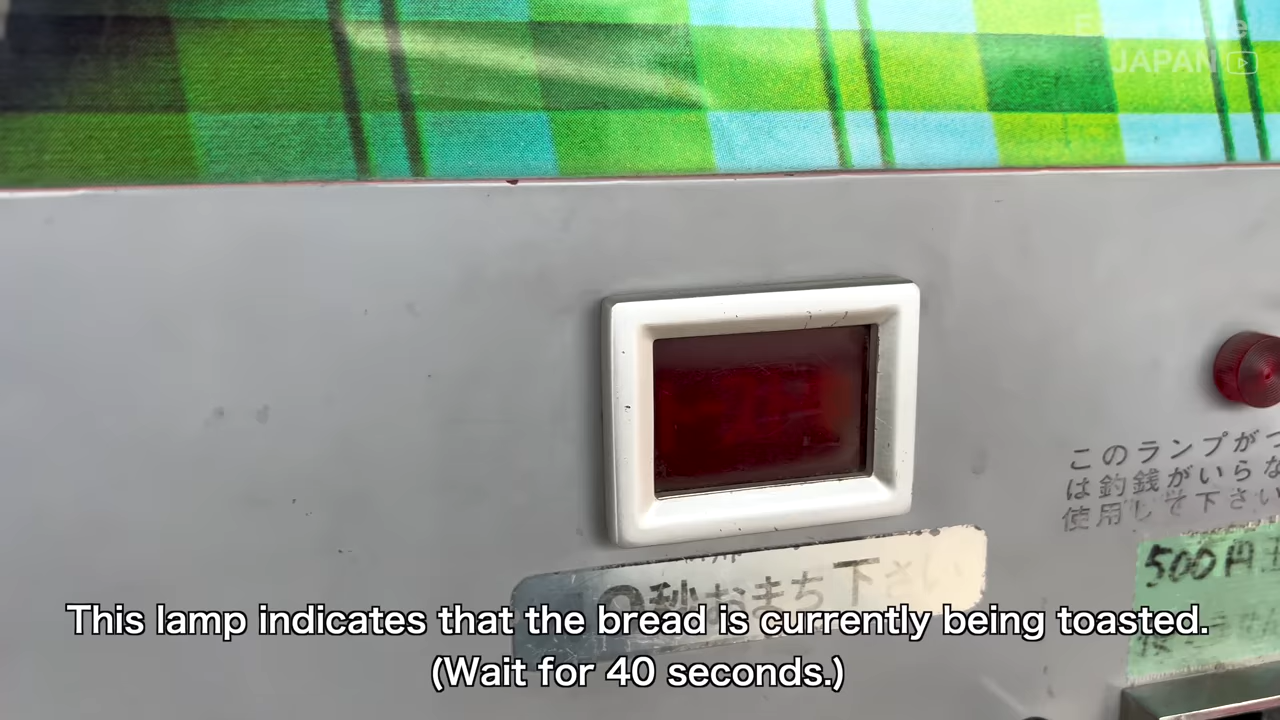 JAPAN
このランプがつ
は釣銭がいらな
使用して下さい
500円
秒おまち下さい
This lamp indicates that the bread is currently being toasted.
(Wait for 40 seconds.)